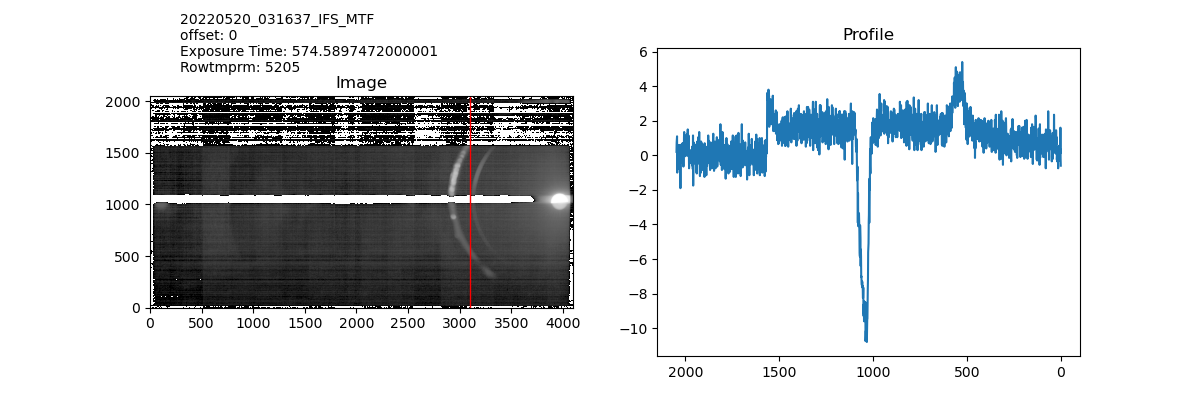 20220520_031637_IFS_MTF
offset: 0
Exposure Time: 574.5897472000001
Rowtmprm: 5205
Image
2000
1500
1000
500
0
0 500 1000 1500 2000 2500 3000 3500 4000
Profile
6
4
2
0
−2
−4
−6
−8
−10
2000 1500 1000 500 0